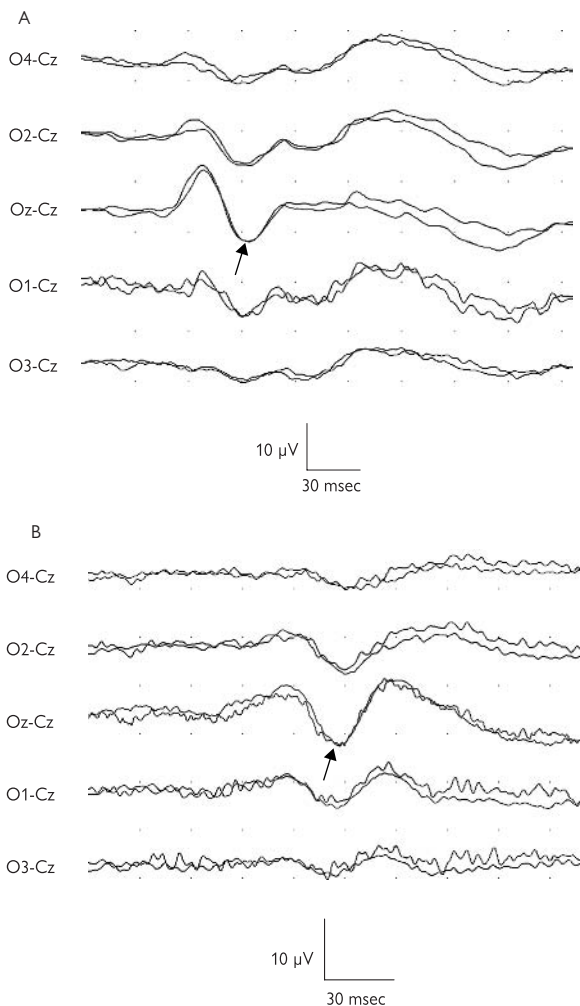 A
O4-Cz
O2-Cz
Oz-Cz
O1-Cz
O3-Cz
10 µV
30 msec
B
O4-Cz
O2-Cz
Oz-Cz
O1-Cz
O3-Cz
10 µV
30 msec